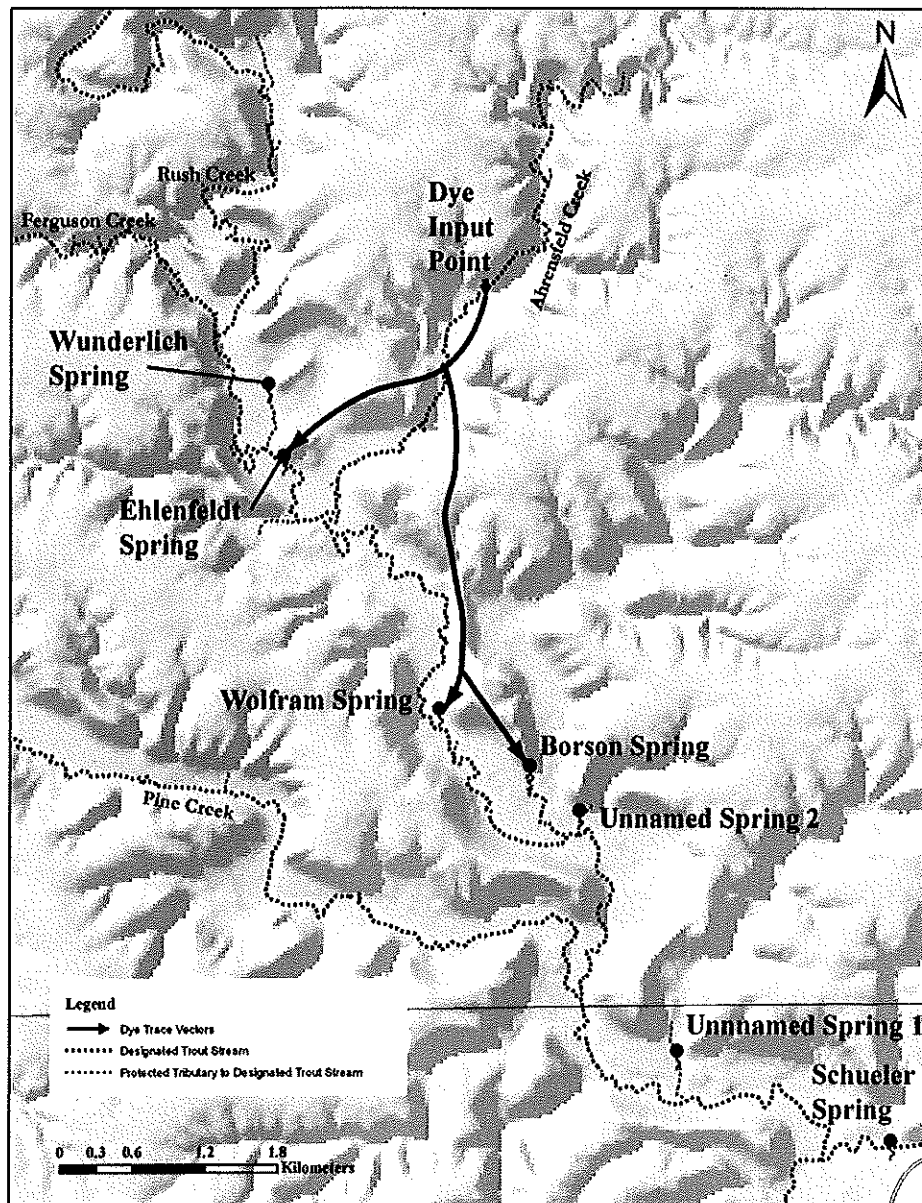 N
Rush Creek
Dye
Input
Point
Ahrensfeld Creek
Ferguson Creek
Wunderlich
Spring
Ehlenfeldt
Spring
Wolfram Spring
Borson Spring
Unnamed Spring 2
Pine Creek
Legend
Dye Trace Vectors
Designated Trout Stream
Protected Tributary to Designated Trout Stream
Unnnamed Spring 1
Schueler
Spring
0 0.3 0.6 1.2 1.8
Kilometers